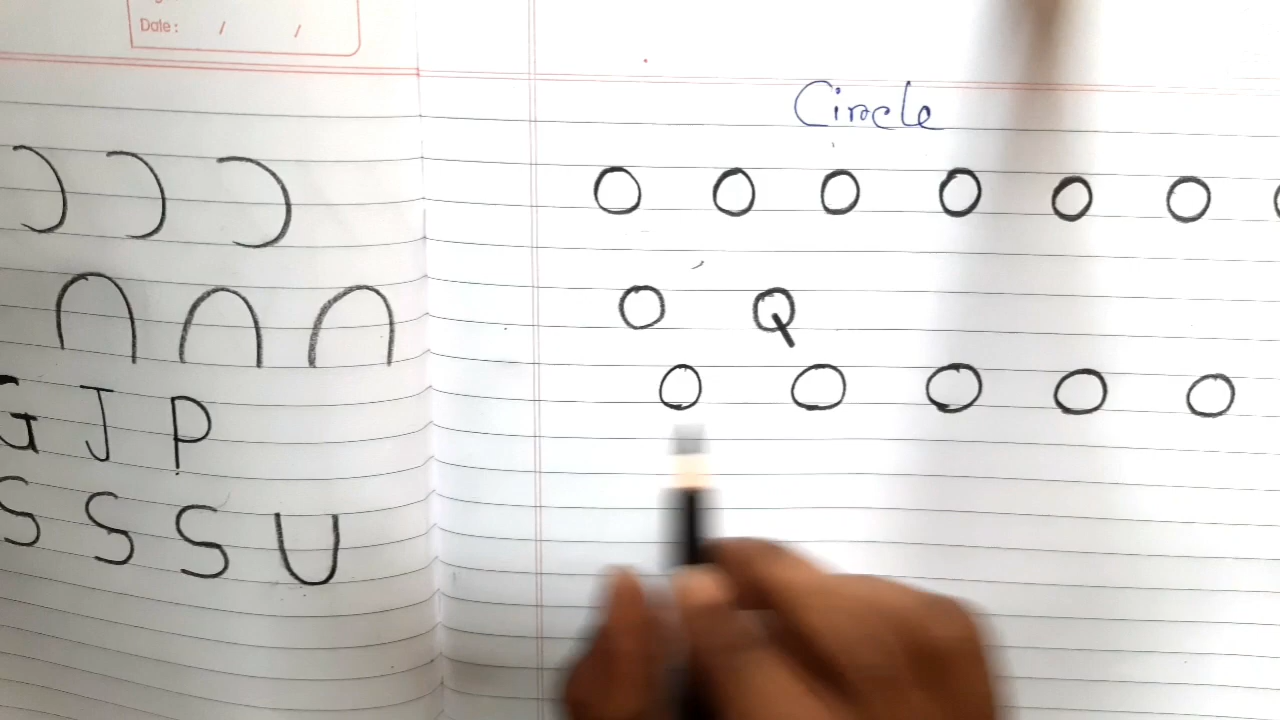 Date: / /
Circle
O O O O O O
O Q
O O O O O
G J P
S S S U